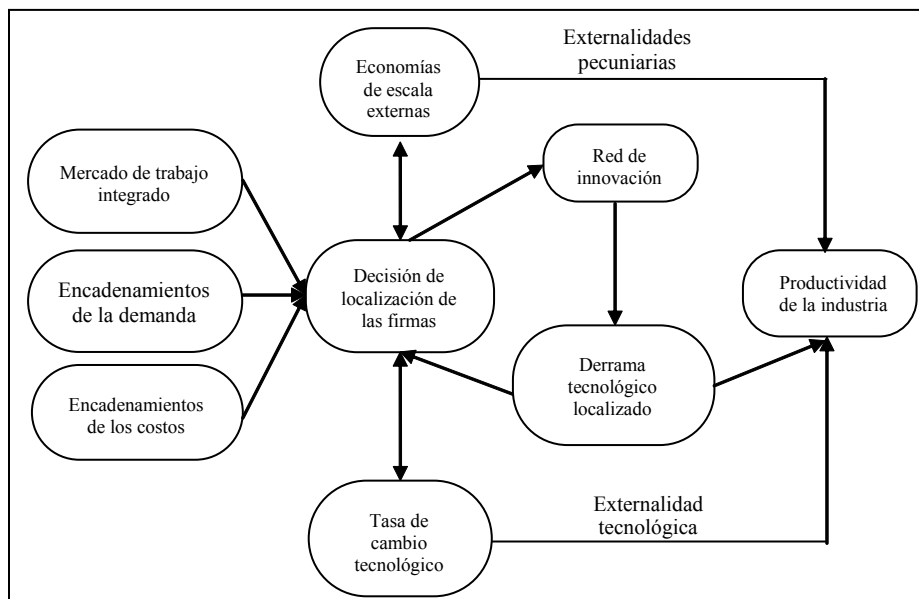 Externalidades
pecuniarias
Economías
de escala
externas
Red de
innovación
Mercado de trabajo
integrado
Encadenamientos
de la demanda
Decisión de
localización de
las firmas
Productividad
de la industria
Encadenamientos
de los costos
Derrame
tecnológico
localizado
Tasa de
cambio
tecnológico
Externalidad
tecnológica